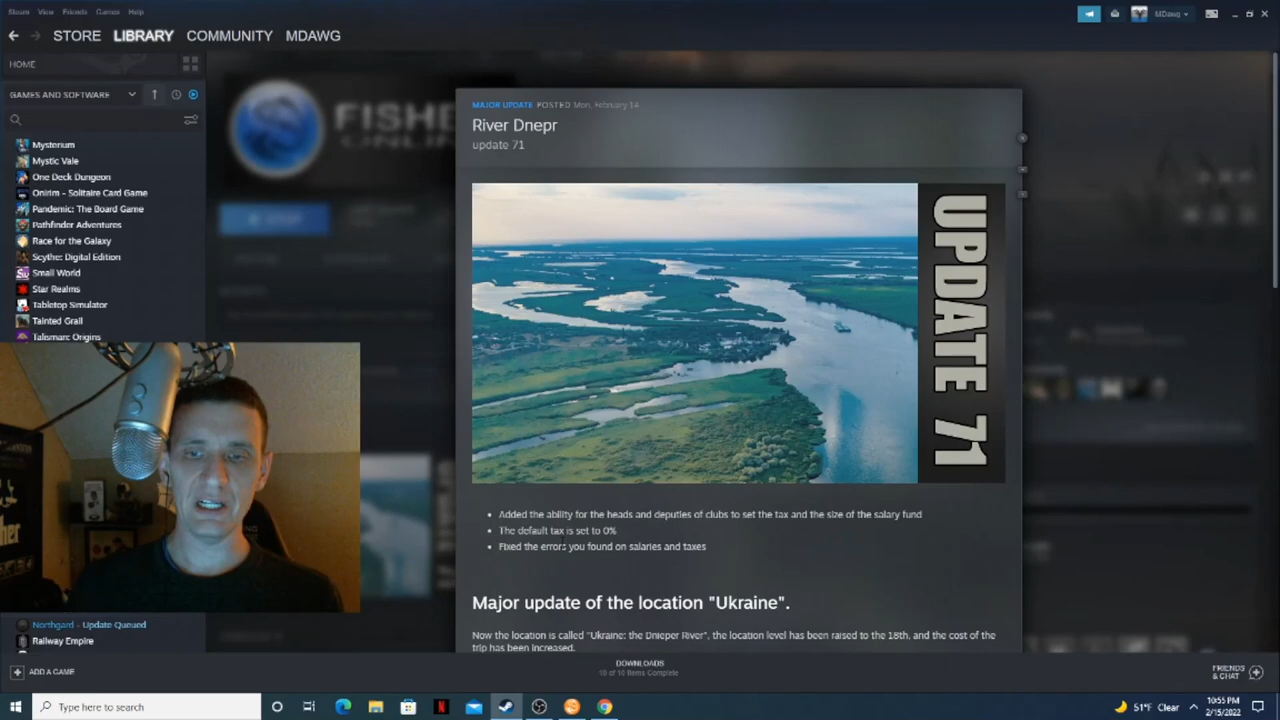 Steam View Friends Games Help
MDawg
STORE LIBRARY COMMUNITY MDAWG
HOME
GAMES AND SOFTWARE
Mysterium
Mystic Vale
One Deck Dungeon
Onirim - Solitaire Card Game
Pandemic: The Board Game
Pathfinder Adventures
Race for the Galaxy
Scythe: Digital Edition
Small World
Star Realms
Tabletop Simulator
Tainted Grail
Talisman: Origins
Northgard - Update Queued
Railway Empire
ADD A GAME
MAJOR UPDATE POSTED Mon, February 14
River Dnepr
update 71
UPDATE 71
• Added the ability for the heads and deputies of clubs to set the tax and the size of the salary fund
• The default tax is set to 0%
• Fixed the errors you found on salaries and taxes
Major update of the location "Ukraine".
Now the location is called "Ukraine: the Dnieper River", the location level has been raised to the 18th, and the cost of the
trip has been increased.
DOWNLOADS
10 of 10 Items Complete
FRIENDS
& CHAT
Type here to search
51°F Clear
10:55 PM
2/15/2022